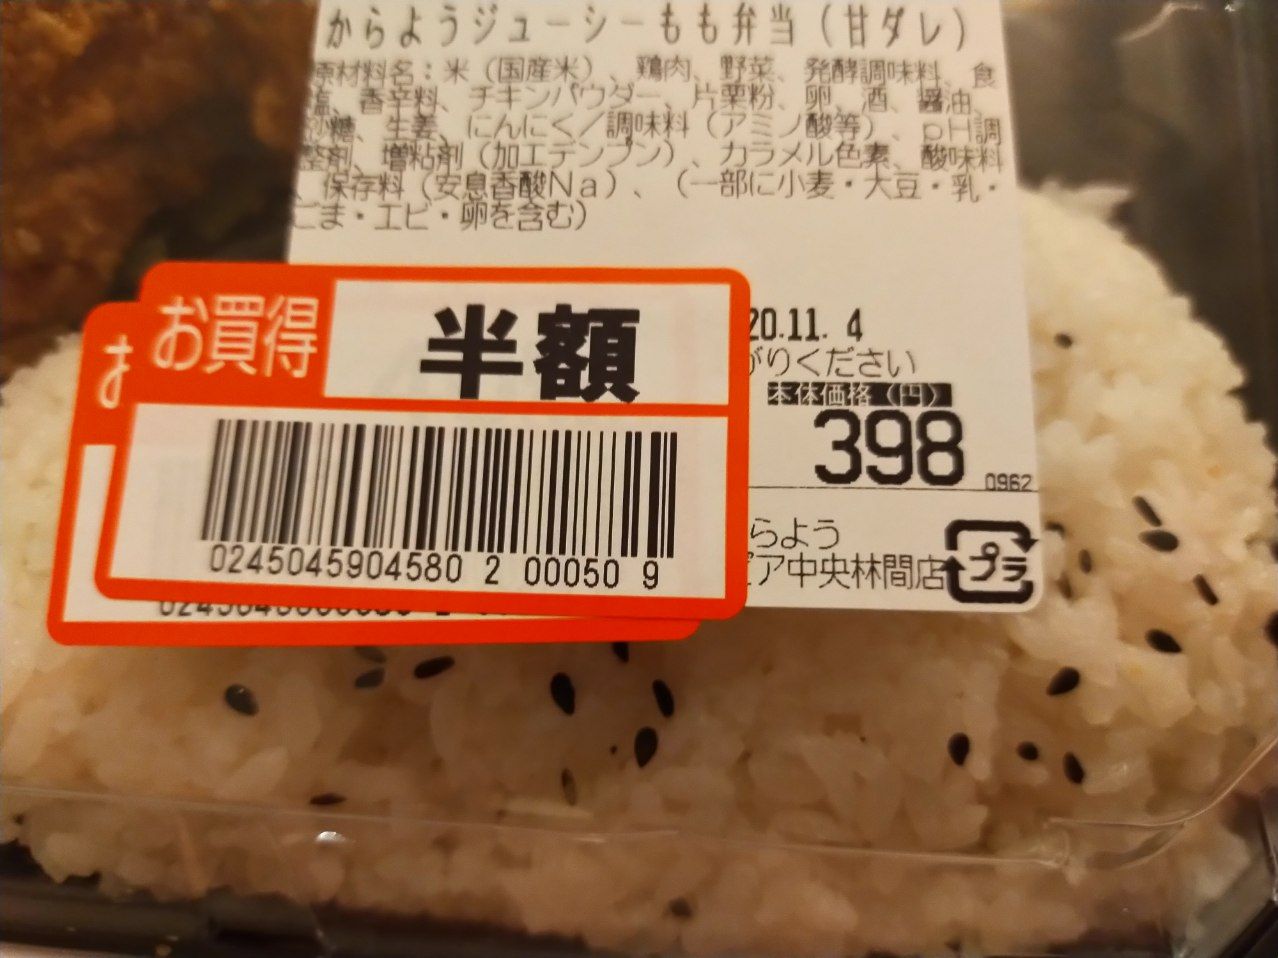 からようジューシーもも弁当（甘ダレ）
原材料名：米（国産米）、鶏肉、野菜、発酵調味料、食
塩、香辛料、チキンパウダー、片栗粉、卵、酒、醤油、
砂糖、生姜、にんにく／調味料（アミノ酸等）、ｐＨ調
整剤、増粘剤（加工デンプン）、カラメル色素、酸味料
、保存料（安息香酸Ｎａ）、（一部に小麦・大豆・乳・
ごま・エビ・卵を含む）
お買得
半額
お
20.11. 4
がりください
本体価格（円）
398
0962
0245045904580 2 00050 9
らよう
ア中央林間店
プラ